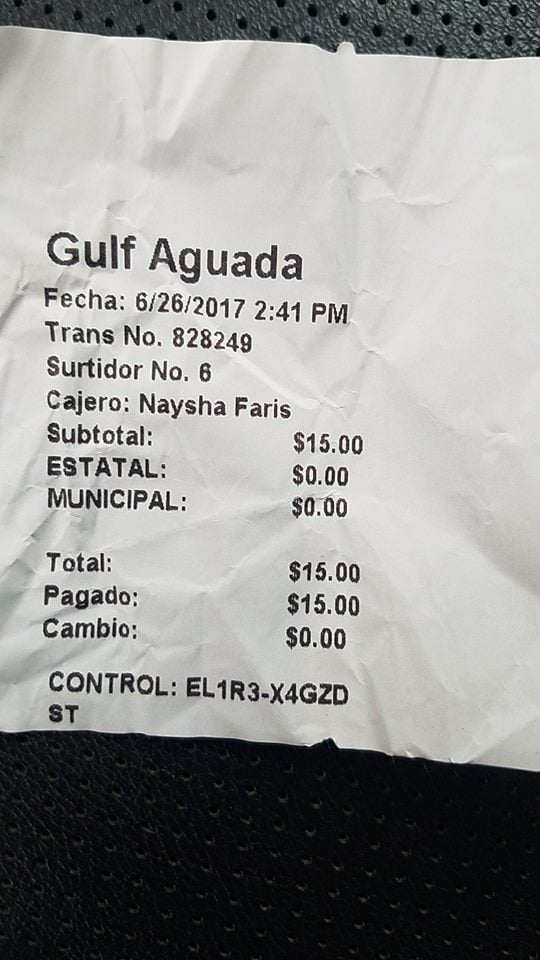 Gulf Aguada
Fecha: 6/26/2017 2:41 PM
Trans No. 828249
Surtidor No. 6
Cajero: Naysha Faris
Subtotal: $15.00
ESTATAL: $0.00
MUNICIPAL: $0.00
Total: $15.00
Pagado: $15.00
Cambio: $0.00
CONTROL: EL1R3-X4GZD
ST